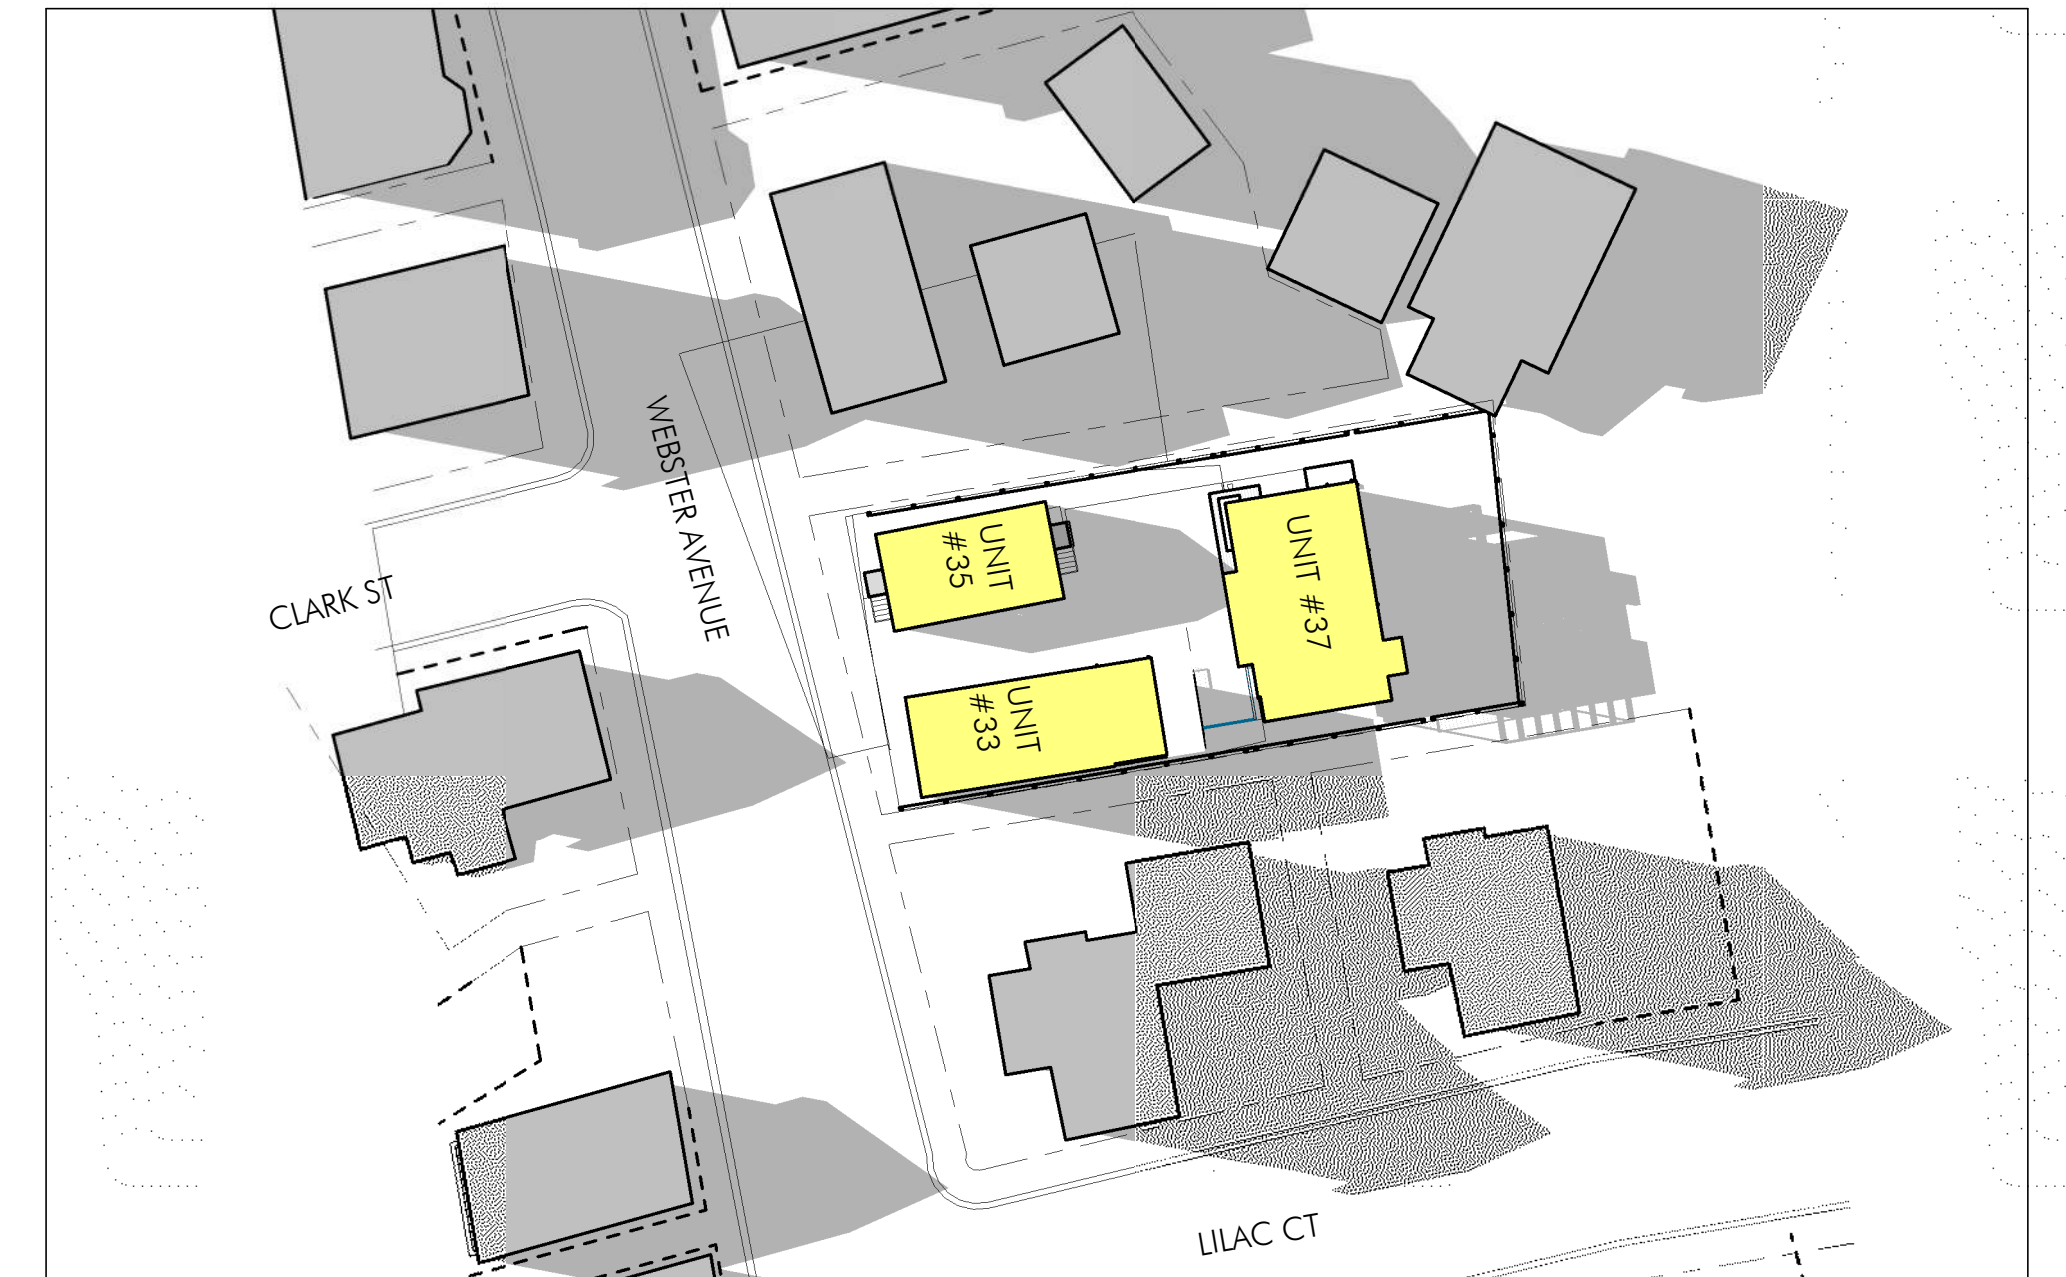 WEBSTER AVENUE
CLARK ST
UNIT
#35
UNIT #37
UNIT
#33
LILAC CT